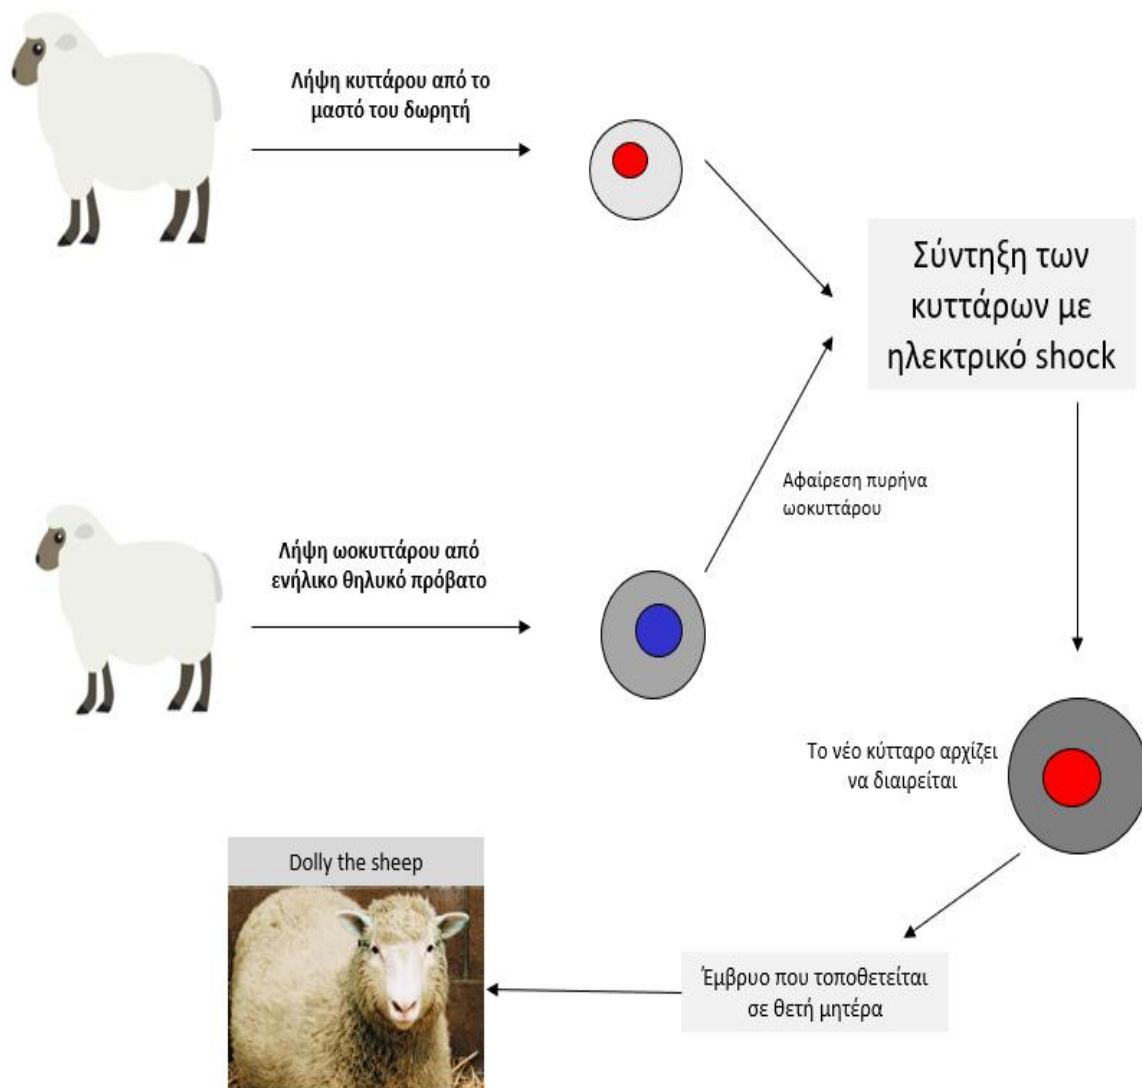 Λήψη κυττάρου από το
μαστό του δωρητή
Σύντηξη των
κυττάρων με
ηλεκτρικό shock
Αφαίρεση πυρήνα
ωοκυττάρου
Λήψη ωοκυττάρου από
ενήλικο θηλυκό πρόβατο
Το νέο κύτταρο αρχίζει
να διαιρείται
Dolly the sheep
Έμβρυο που τοποθετείται
σε θετή μητέρα